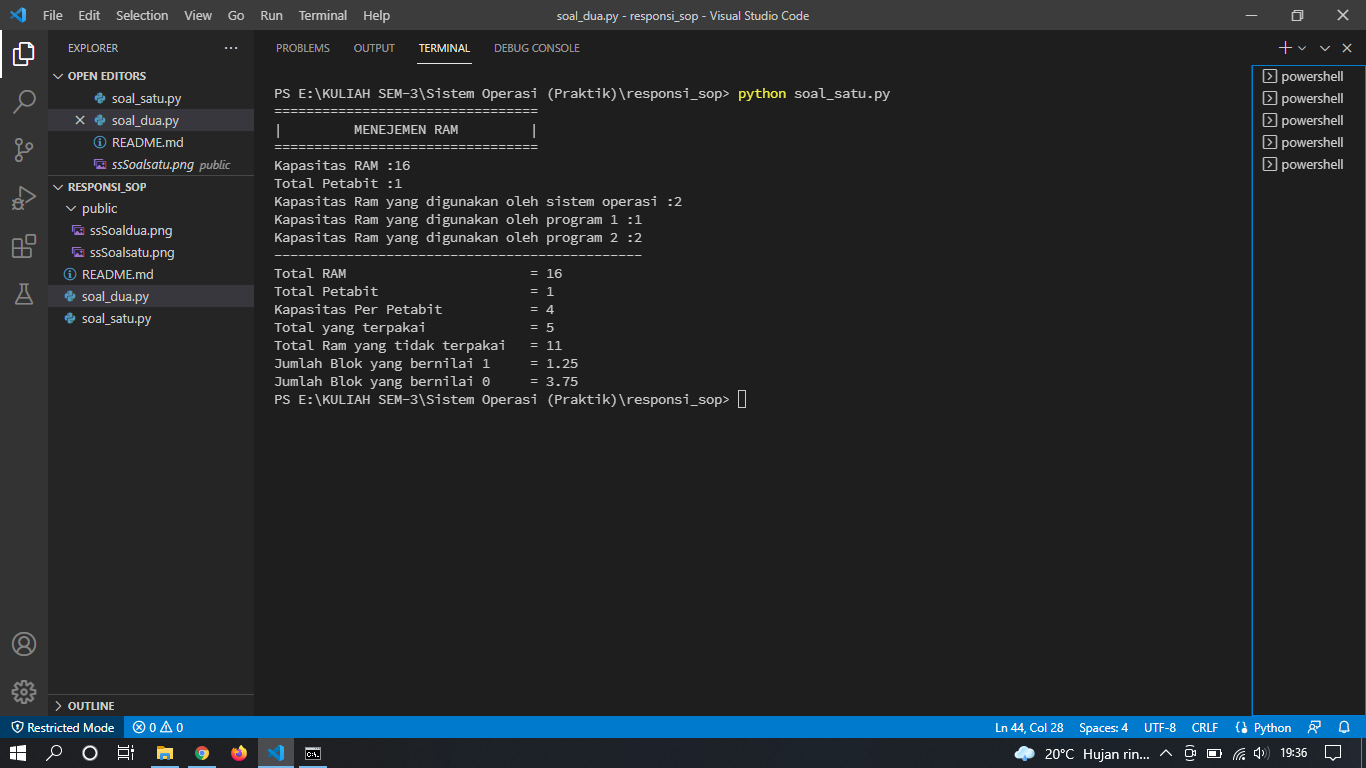 File Edit Selection View Go Run Terminal Help
soal_dua.py - responsi_sop - Visual Studio Code
EXPLORER
OPEN EDITORS
soal_satu.py
soal_dua.py
README.md
ssSoalsatu.png public
RESPONSI_SOP
public
ssSoaldua.png
ssSoalsatu.png
README.md
soal_dua.py
soal_satu.py
OUTLINE
PROBLEMS OUTPUT TERMINAL DEBUG CONSOLE
PS E:\KULIAH SEM-3\Sistem Operasi (Praktik)\responsi_sop> python soal_satu.py
=================================
| MENEJEMEN RAM |
=================================
Kapasitas RAM :16
Total Petabit :1
Kapasitas Ram yang digunakan oleh sistem operasi :2
Kapasitas Ram yang digunakan oleh program 1 :1
Kapasitas Ram yang digunakan oleh program 2 :2
----------------------------------------------
Total RAM = 16
Total Petabit = 1
Kapasitas Per Petabit = 4
Total yang terpakai = 5
Total Ram yang tidak terpakai = 11
Jumlah Blok yang bernilai 1 = 1.25
Jumlah Blok yang bernilai 0 = 3.75
PS E:\KULIAH SEM-3\Sistem Operasi (Praktik)\responsi_sop>
powershell
powershell
powershell
powershell
powershell
Restricted Mode 0 0 Ln 44, Col 28 Spaces: 4 UTF-8 CRLF Python
20°C Hujan rin... 19:36